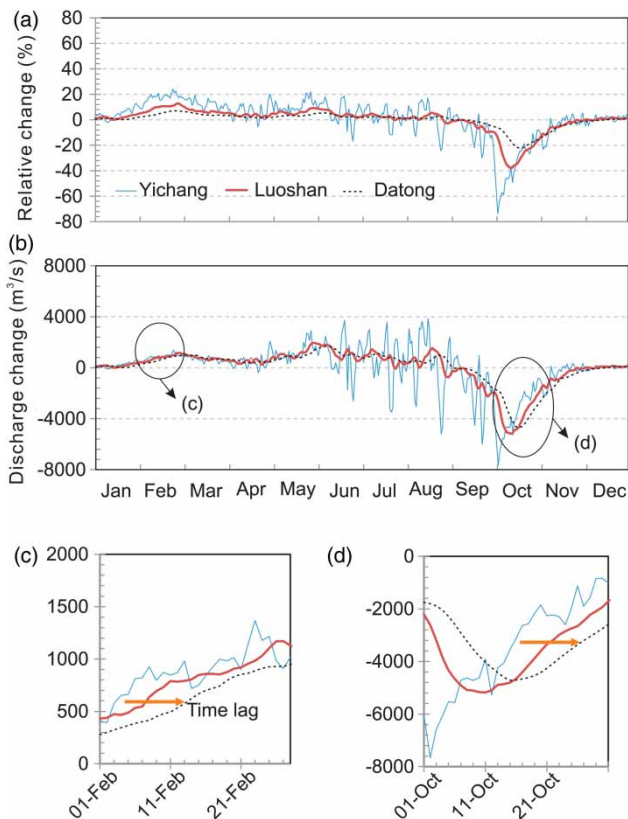 (a)
80
60
40
20
0
-20
-40
-60
-80
Relative change (%)
Yichang Luoshan Datong
(b)
8000
4000
0
-4000
-8000
Discharge change (m³/s)
(c)
(d)
Jan Feb Mar Apr May Jun Jul Aug Sep Oct Nov Dec
(c)
2000
1500
1000
500
0
Time lag
01-Feb 11-Feb 21-Feb
(d)
0
-2000
-4000
-6000
-8000
01-Oct 11-Oct 21-Oct